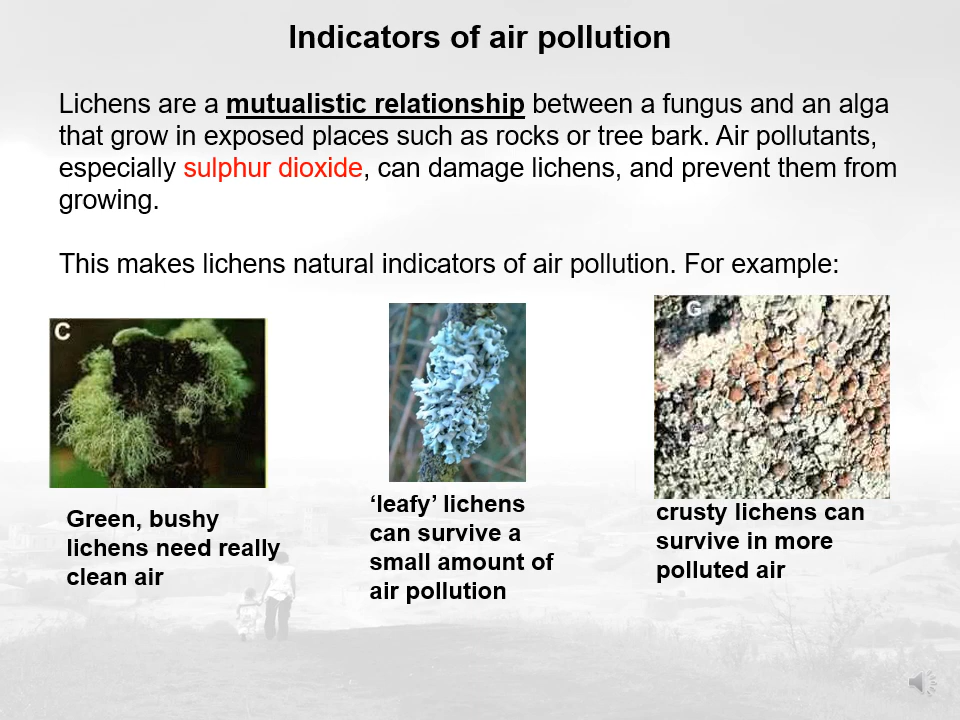 Indicators of air pollution
Lichens are a mutualistic relationship between a fungus and an alga
that grow in exposed places such as rocks or tree bark. Air pollutants,
especially sulphur dioxide, can damage lichens, and prevent them from
growing.
This makes lichens natural indicators of air pollution. For example:
C
G
Green, bushy
lichens need really
clean air
‘leafy’ lichens
can survive a
small amount of
air pollution
crusty lichens can
survive in more
polluted air